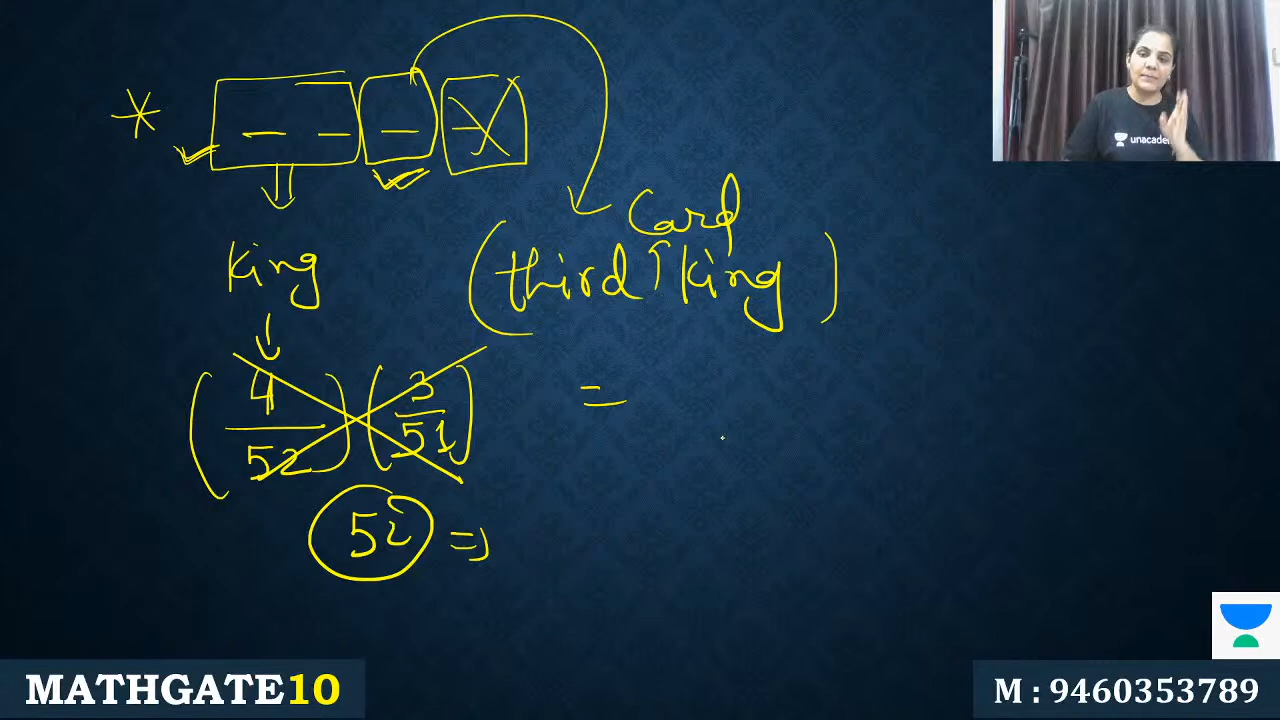 unacade
Card
King
(third ↑ king)
(4/52) (3/51) =
52 ⇒
MATHGATE10
M : 9460353789